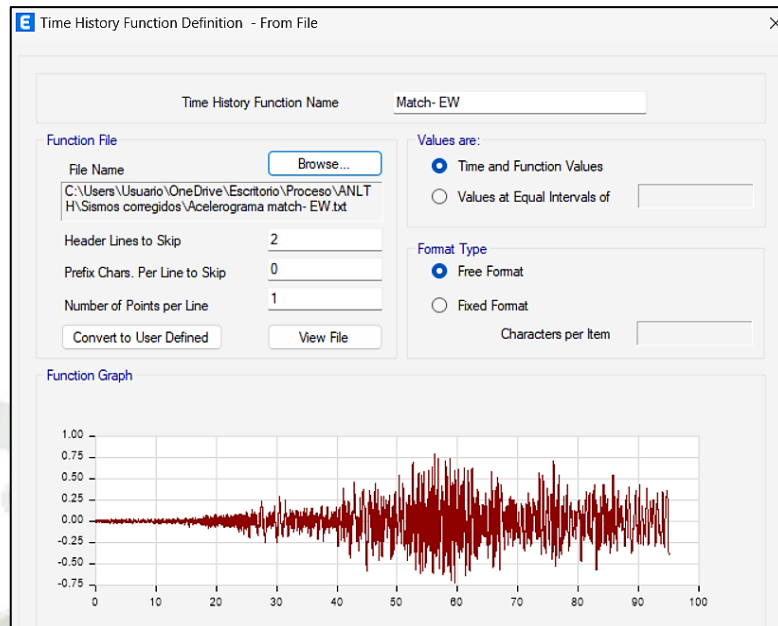 E Time History Function Definition - From File
Time History Function Name Match- EW
Function File
File Name Browse...
C:\Users\Usuario\OneDrive\Escritorio\Proceso\ANLT
H\Sismos corregidos\Acelerograma match- EW.txt
Header Lines to Skip 2
Prefix Chars. Per Line to Skip 0
Number of Points per Line 1
Convert to User Defined View File
Values are:
Time and Function Values
Values at Equal Intervals of
Format Type
Free Format
Fixed Format
Characters per Item
Function Graph
1.00
0.75
0.50
0.25
0.00
-0.25
-0.50
-0.75
0 10 20 30 40 50 60 70 80 90 100